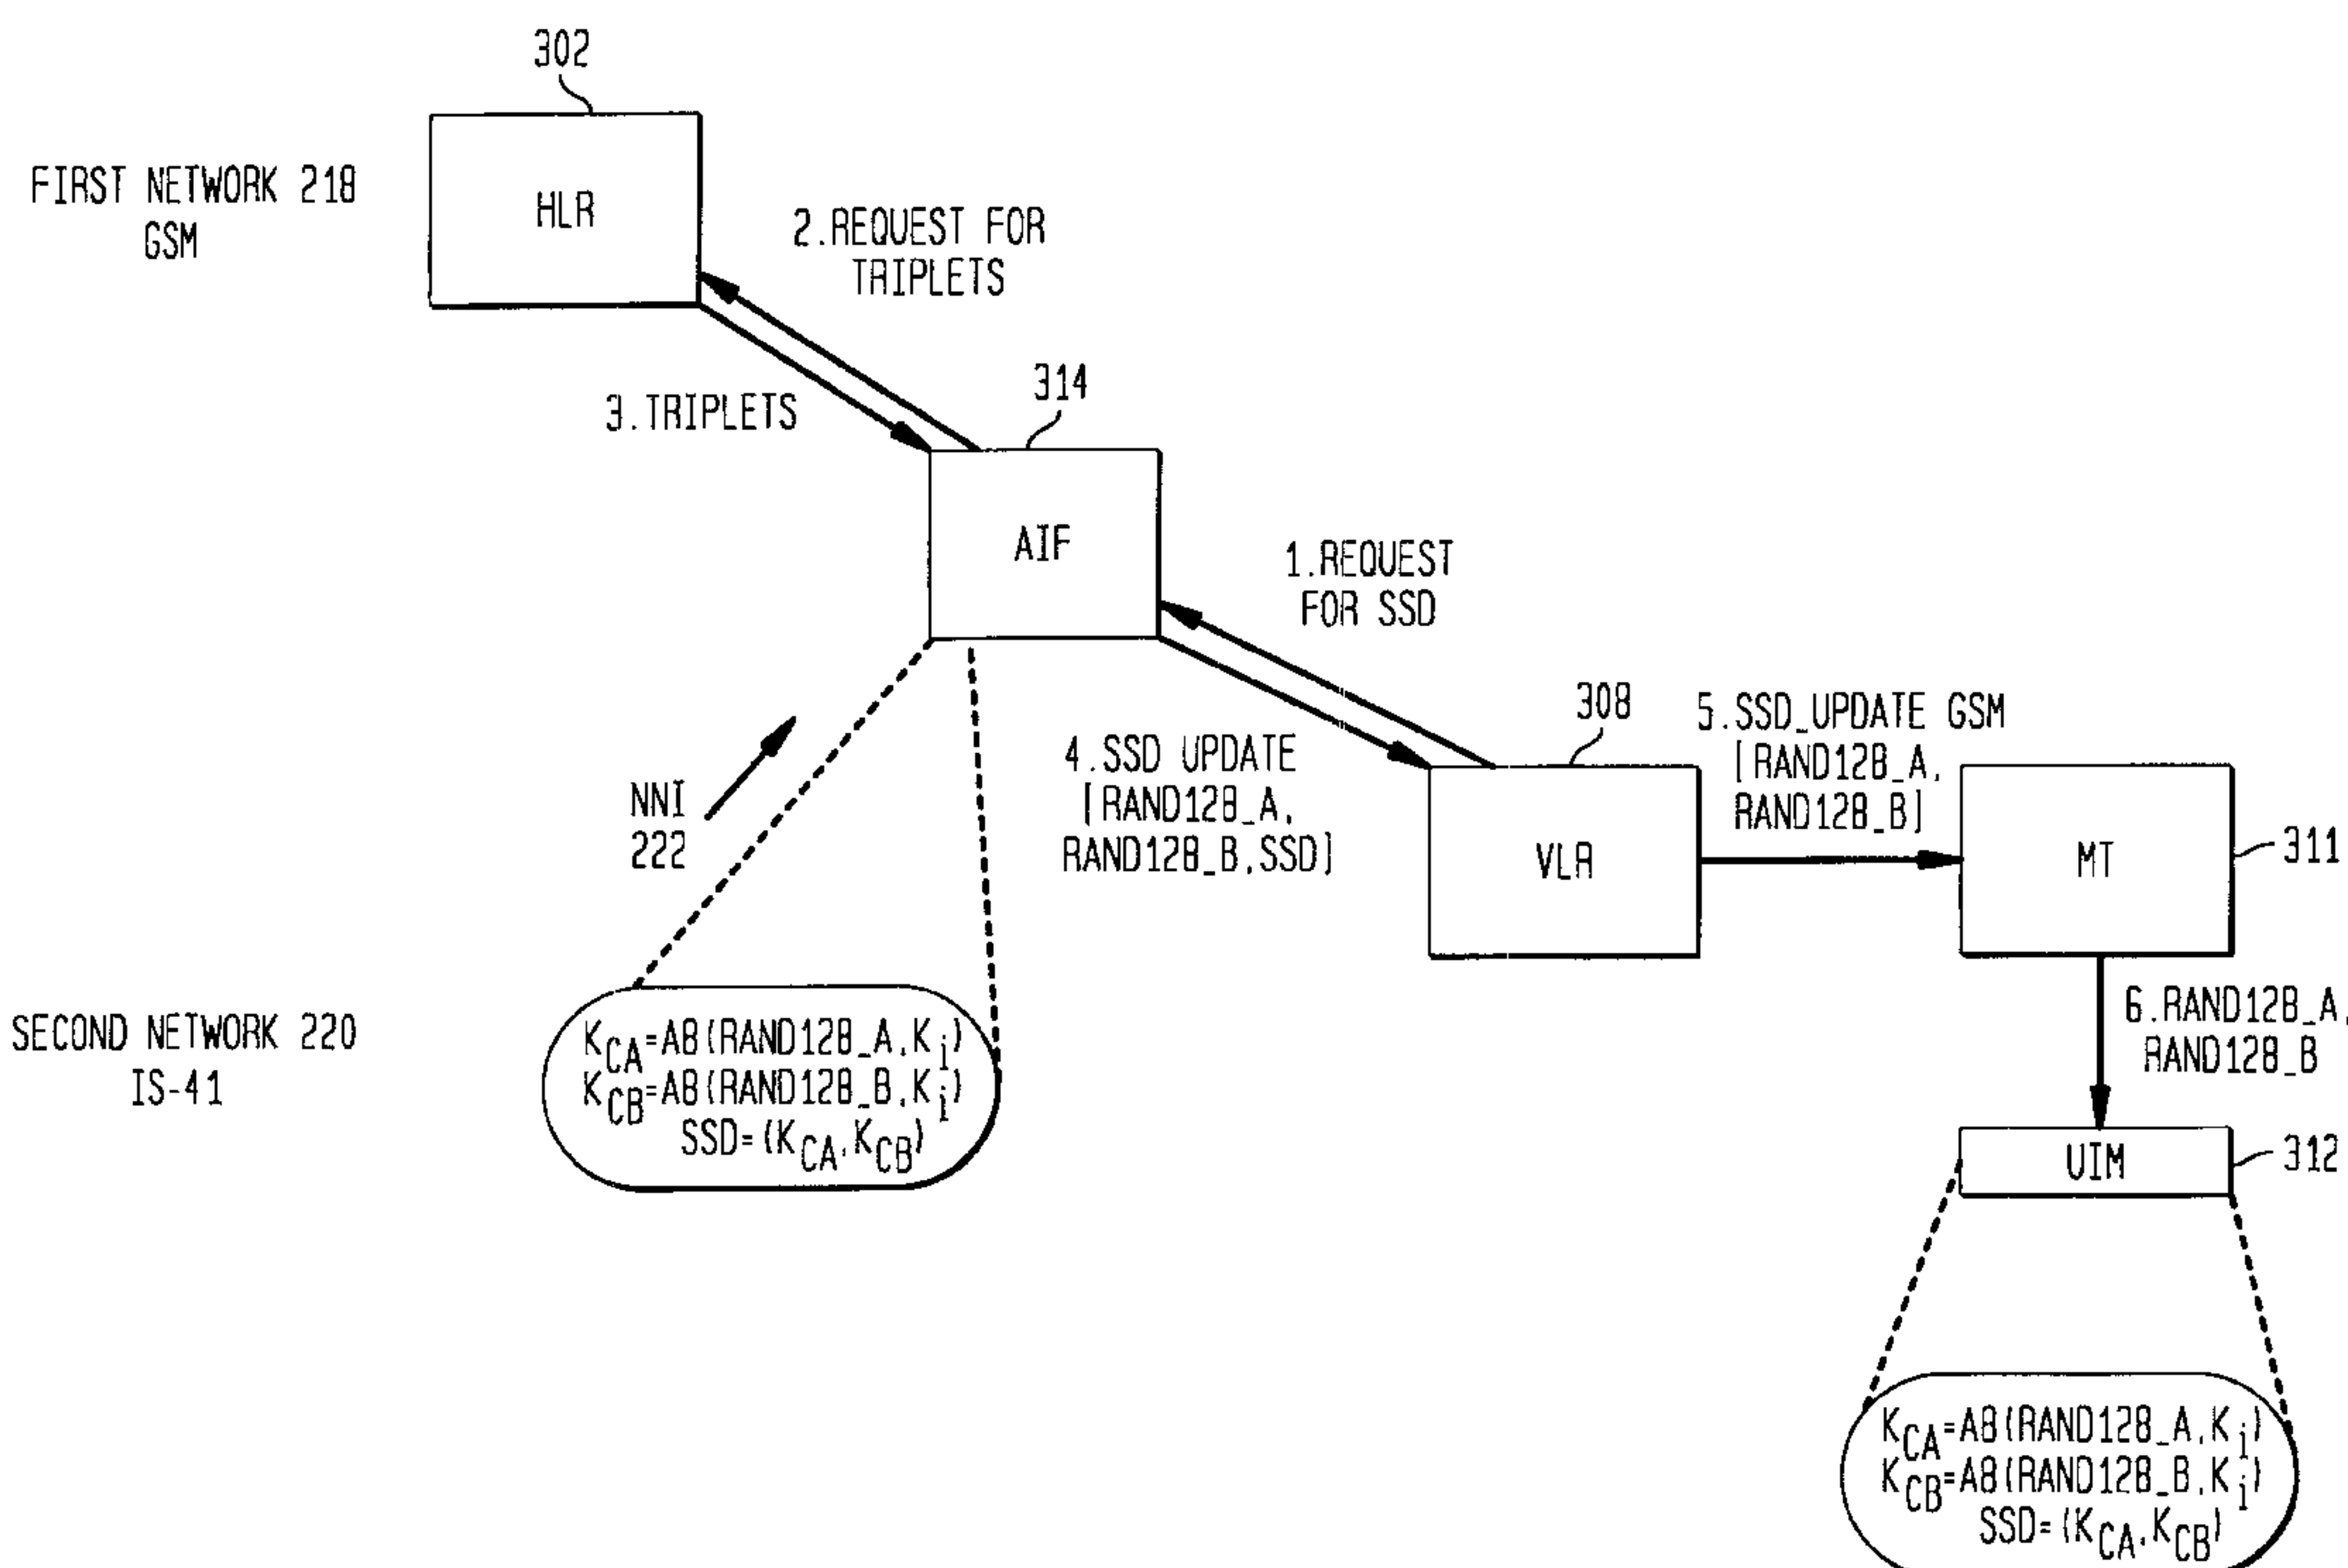 302
HLR
FIRST NETWORK 218
GSM
2.REQUEST FOR
TRIPLETS
3.TRIPLETS
314
AIF
1.REQUEST
FOR SSD
4.SSD UPDATE
[RAND128_A,
RAND128_B,SSD]
308
VLR
5.SSD_UPDATE GSM
[RAND128_A,
RAND128_B]
MT
311
NNI
222
6.RAND128_A,
RAND128_B
UIM
312
SECOND NETWORK 220
IS-41
K_CA=A8(RAND128_A,K_i)
K_CB=A8(RAND128_B,K_i)
SSD=(K_CA,K_CB)
K_CA=A8(RAND128_A,K_i)
K_CB=A8(RAND128_B,K_i)
SSD=(K_CA,K_CB)